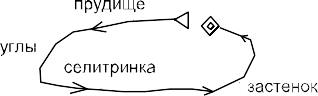 прудище
углы
селитринка
застенок